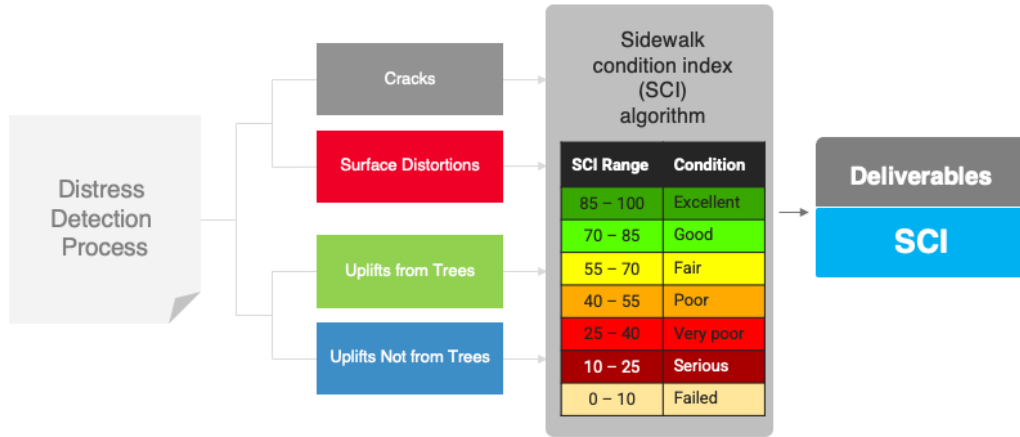 Distress
Detection
Process
Cracks
Surface Distortions
Uplifts from Trees
Uplifts Not from Trees
Sidewalk
condition index
(SCI)
algorithm
SCI Range Condition
85 – 100 Excellent
70 – 85 Good
55 – 70 Fair
40 – 55 Poor
25 – 40 Very poor
10 – 25 Serious
0 – 10 Failed
Deliverables
SCI